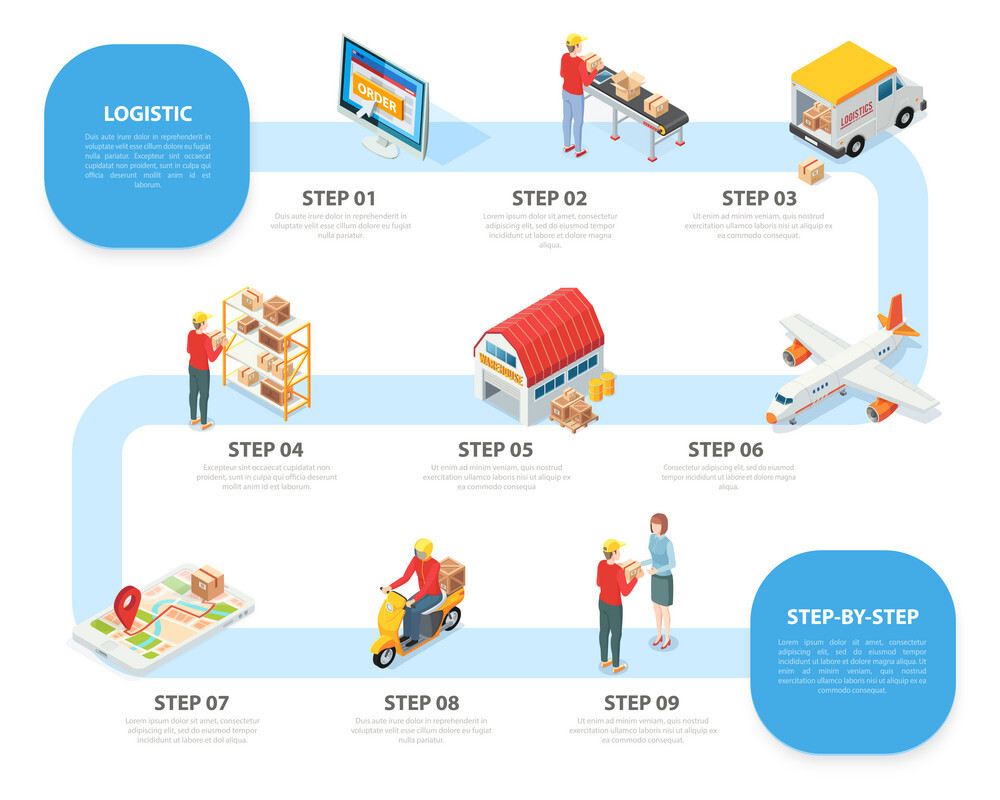 LOGISTIC
Duis aute irure dolor in reprehenderit in
voluptate velit esse cillum dolore eu fugiat
nulla pariatur. Excepteur sint occaecat
cupidatat non proident, sunt in culpa qui
officia deserunt mollit anim id est
laborum.
ORDER
LOGISTICS
STEP 01
Duis aute irure dolor in reprehenderit in
voluptate velit esse cillum dolore eu fugiat
nulla pariatur.
STEP 02
Lorem ipsum dolor sit amet, consectetur
adipiscing elit, sed do eiusmod tempor
incididunt ut labore et dolore magna
aliqua.
STEP 03
Ut enim ad minim veniam, quis nostrud
exercitation ullamco laboris nisi ut aliquip ex
ea commodo consequat.
WAREHOUSE
STEP 04
Excepteur sint occaecat cupidatat non
proident, sunt in culpa qui officia deserunt
mollit anim id est laborum.
STEP 05
Ut enim ad minim veniam, quis nostrud
exercitation ullamco laboris nisi ut aliquip ex
ea commodo consequa
STEP 06
Consectetur adipiscing elit, sed do eiusmod
tempor incididunt ut labore et dolore magna
aliqua.
STEP 07
Lorem ipsum dolor sit amet, consectetur
adipiscing elit, sed do eiusmod tempor
incididunt ut labore et dol aliqua.
STEP 08
Duis aute irure dolor in reprehenderit in
voluptate velit esse cillum dolore eu fugiat
nulla pariatur.
STEP 09
Ut enim ad minim veniam, quis nostrud
exercitation ullamco laboris nisi ut aliquip ex
ea commodo consequat.
STEP-BY-STEP
Lorem ipsum dolor sit amet, consectetur
adipiscing elit, sed do eiusmod tempor
incididunt ut labore et dolore magna
aliqua. Ut enim ad minim veniam, quis
nostrud exercitation ullamco laboris nisi
ut aliquip ex ea commodo
consequat.